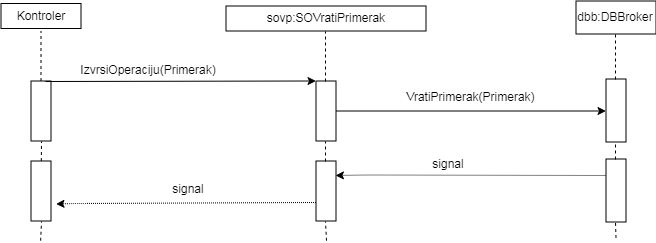 Kontroler
sovp:SOVratiPrimerak
dbb:DBBroker
IzvrsiOperaciju(Primerak)
VratiPrimerak(Primerak)
signal
signal